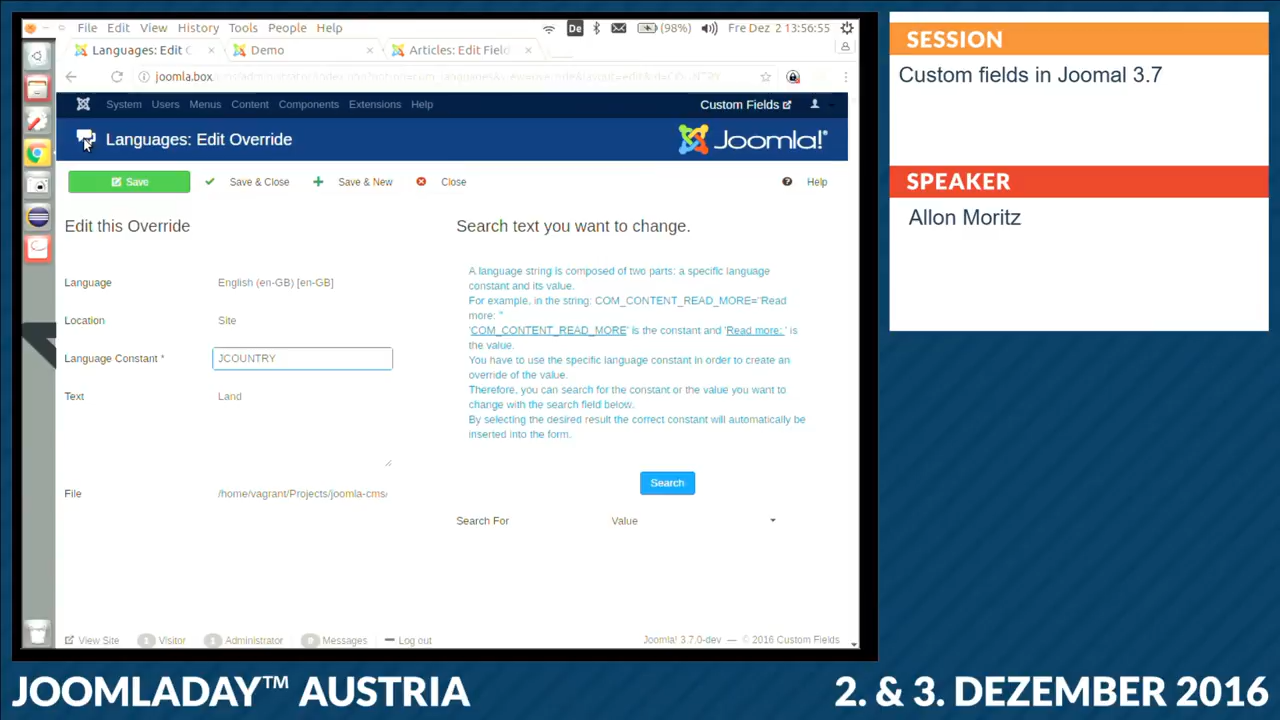 File Edit View History Tools People Help
De
(98%)
Fre Dez 2 13:56:55
Languages: Edit
Demo
Articles: Edit Field
joomla.box
System Users Menus Content Components Extensions Help
Custom Fields
Languages: Edit Override
Joomla!®
Save
Save & Close
Save & New
Close
Help
Edit this Override
Language
English (en-GB) [en-GB]
Location
Site
Language Constant *
JCOUNTRY
Text
Land
File
/home/vagrant/Projects/joomla-cms/
Search text you want to change.
A language string is composed of two parts: a specific language
constant and its value.
For example, in the string: COM_CONTENT_READ_MORE="Read
more: "
'COM_CONTENT_READ_MORE' is the constant and 'Read more: ' is
the value.
You have to use the specific language constant in order to create an
override of the value.
Therefore, you can search for the constant or the value you want to
change with the search field below.
By selecting the desired result the correct constant will automatically be
inserted into the form.
Search
Search For
Value
View Site
1 Visitor
1 Administrator
0 Messages
Log out
Joomla! 3.7.0-dev — © 2016 Custom Fields
SESSION
Custom fields in Joomal 3.7
SPEAKER
Allon Moritz
JOOMLADAY™ AUSTRIA
2. & 3. DEZEMBER 2016